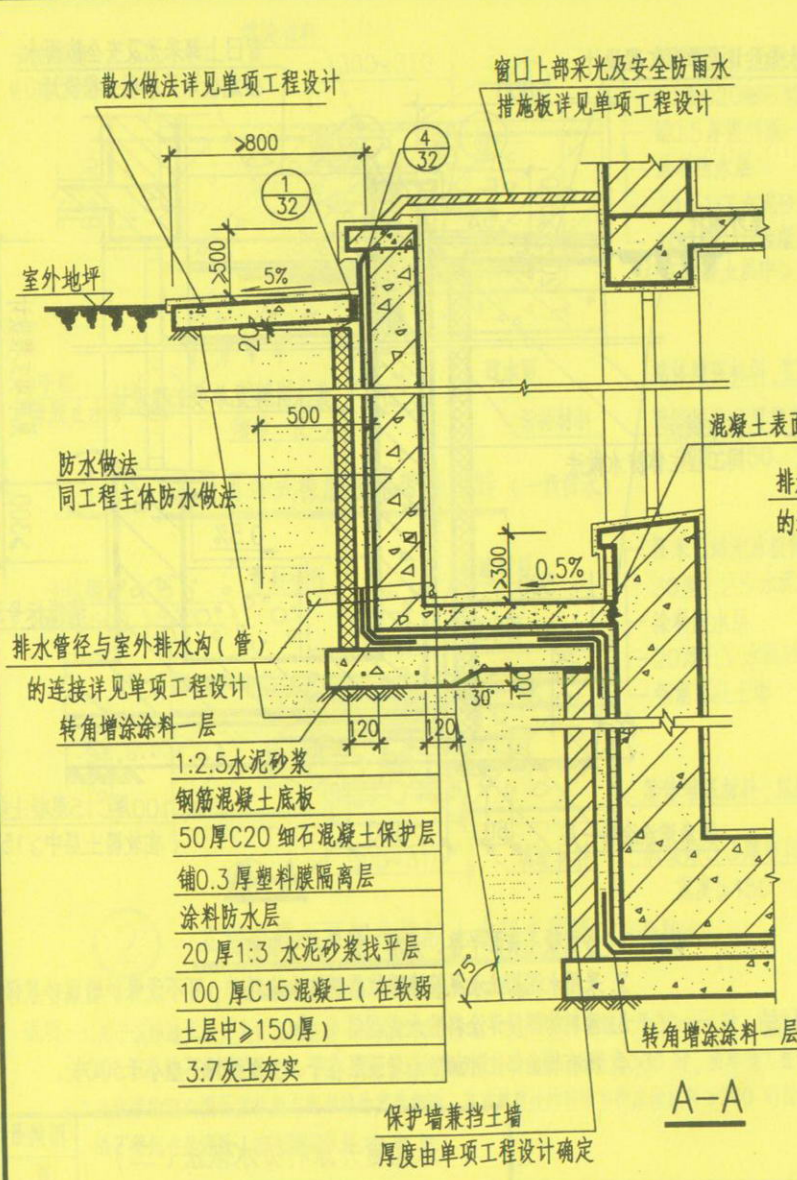 散水做法详见单项工程设计
窗口上部采光及安全防雨水
措施板详见单项工程设计
≥800
4
32
1
32
≥500
5%
室外地坪
20
500
混凝土表面
防水做法
同工程主体防水做法
排
的
≥300
0.5%
排水管径与室外排水沟(管)
的连接详见单项工程设计
30°
100
转角增涂涂料一层
120
120
1:2.5水泥砂浆
钢筋混凝土底板
50厚C20 细石混凝土保护层
铺0.3厚塑料膜隔离层
涂料防水层
20厚1:3 水泥砂浆找平层
100 厚C15混凝土(在软弱
土层中≥150厚)
3:7灰土夯实
75°
转角增涂涂料一层
A-A
保护墙兼挡土墙
厚度由单项工程设计确定